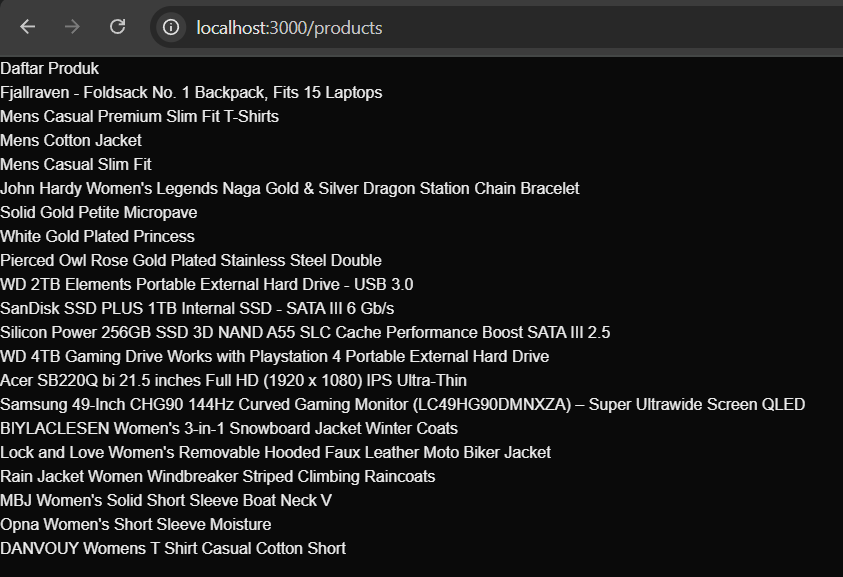 localhost:3000/products
Daftar Produk
Fjallraven - Foldsack No. 1 Backpack, Fits 15 Laptops
Mens Casual Premium Slim Fit T-Shirts
Mens Cotton Jacket
Mens Casual Slim Fit
John Hardy Women's Legends Naga Gold & Silver Dragon Station Chain Bracelet
Solid Gold Petite Micropave
White Gold Plated Princess
Pierced Owl Rose Gold Plated Stainless Steel Double
WD 2TB Elements Portable External Hard Drive - USB 3.0
SanDisk SSD PLUS 1TB Internal SSD - SATA III 6 Gb/s
Silicon Power 256GB SSD 3D NAND A55 SLC Cache Performance Boost SATA III 2.5
WD 4TB Gaming Drive Works with Playstation 4 Portable External Hard Drive
Acer SB220Q bi 21.5 inches Full HD (1920 x 1080) IPS Ultra-Thin
Samsung 49-Inch CHG90 144Hz Curved Gaming Monitor (LC49HG90DMNXZA) – Super Ultrawide Screen QLED
BIYLACLESEN Women's 3-in-1 Snowboard Jacket Winter Coats
Lock and Love Women's Removable Hooded Faux Leather Moto Biker Jacket
Rain Jacket Women Windbreaker Striped Climbing Raincoats
MBJ Women's Solid Short Sleeve Boat Neck V
Opna Women's Short Sleeve Moisture
DANVOUY Womens T Shirt Casual Cotton Short